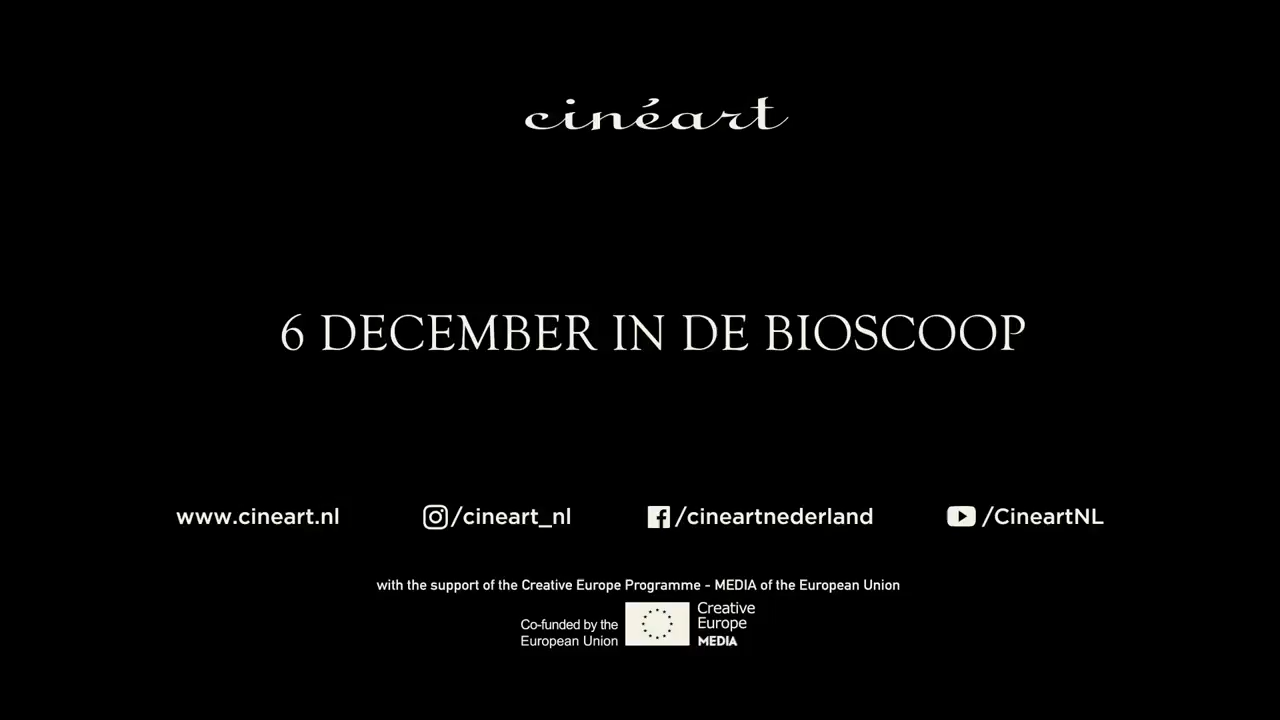 cinéart
6 DECEMBER IN DE BIOSCOOP
www.cineart.nl /cineart_nl /cineartnederland /CineartNL
with the support of the Creative Europe Programme - MEDIA of the European Union
Co-funded by the
European Union
Creative
Europe
MEDIA